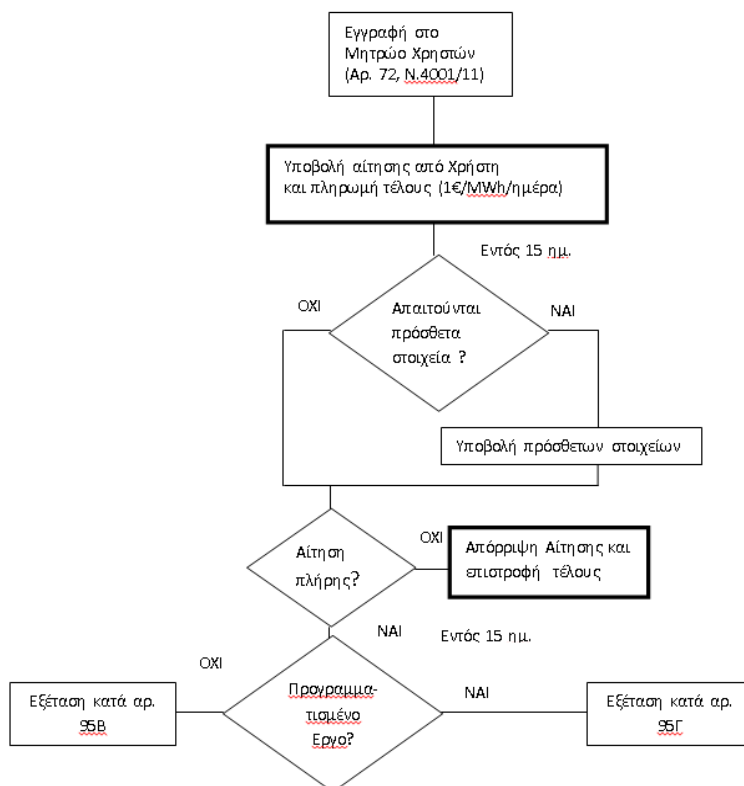 Εγγραφή στο
Μητρώο Χρηστών
(Αρ. 72, Ν.4001/11)
Υποβολή αίτησης από Χρήστη
και πληρωμή τέλους (1€/MWh/ημέρα)
Εντός 15 ημ.
ΟΧΙ
Απαιτούνται
πρόσθετα
στοιχεία ?
ΝΑΙ
Υποβολή πρόσθετων στοιχείων
Αίτηση
πλήρης?
ΟΧΙ
Απόρριψη Αίτησης και
επιστροφή τέλους
ΝΑΙ
Εντός 15 ημ.
ΟΧΙ
Προγραμμα-
τισμένο
Εργο?
ΝΑΙ
Εξέταση κατά αρ.
95Β
Εξέταση κατά αρ.
95Γ